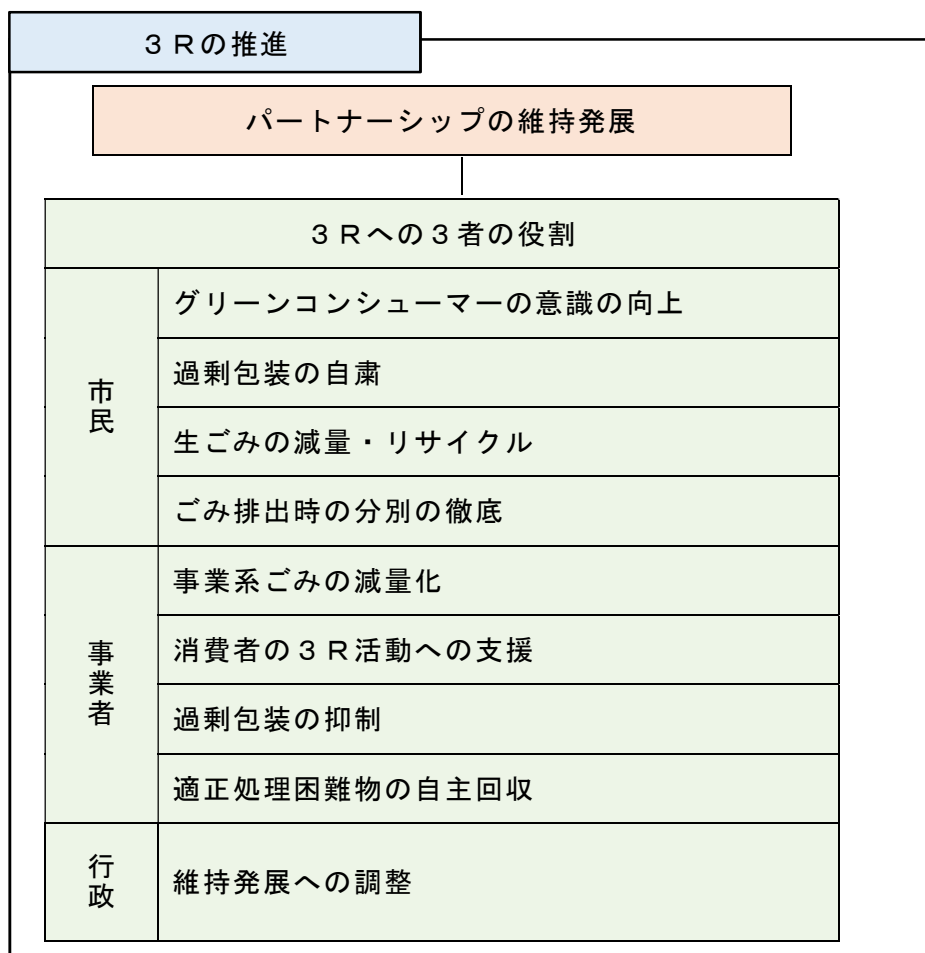 ３Ｒの推進
パートナーシップの維持発展
３Ｒへの３者の役割
市民
グリーンコンシューマーの意識の向上
過剰包装の自粛
生ごみの減量・リサイクル
ごみ排出時の分別の徹底
事業者
事業系ごみの減量化
消費者の３Ｒ活動への支援
過剰包装の抑制
適正処理困難物の自主回収
行政
維持発展への調整